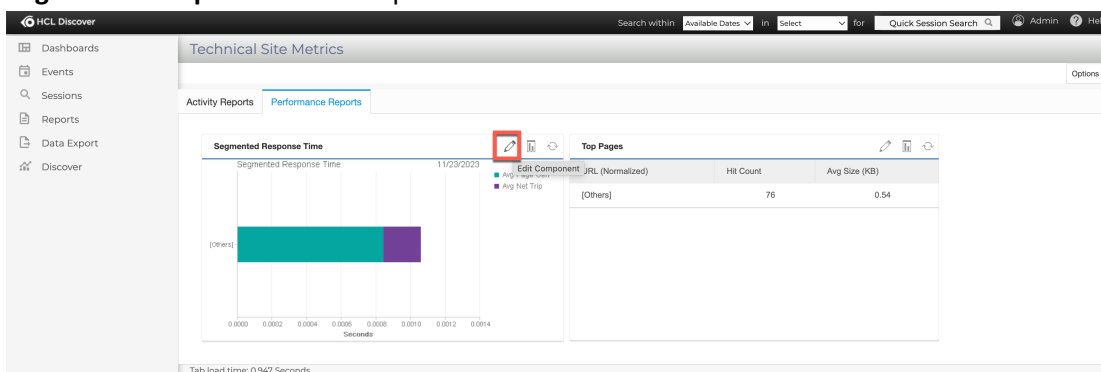 HCL Discover
Search within Available Dates in Select for Quick Session Search Admin
Dashboards
Events
Sessions
Reports
Data Export
Discover
Technical Site Metrics
Options
Activity Reports Performance Reports
Segmented Response Time
Edit Component
Segmented Response Time 11/23/2023
Avg Net Trip
[Others]
0.0000 0.0002 0.0004 0.0006 0.0008 0.0010 0.0012 0.0014
Seconds
Top Pages
URL (Normalized) Hit Count Avg Size (KB)
[Others] 76 0.54
Tab load time: 0.947 Seconds